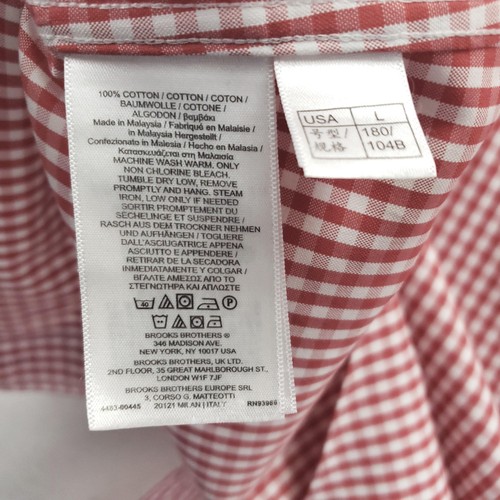 100% COTTON / COTTON / COTON /
BAUMWOLLE / COTONE /
ALGODON / βαμβάκι
Made in Malaysia / Fabriqué en Malaisie /
in Malaysia Hergestellt /
Confezionato in Malesia / Hecho en Malasia /
Κατασκευάζεται στη Μαλαισία
MACHINE WASH WARM, ONLY
NON CHLORINE BLEACH,
TUMBLE DRY LOW, REMOVE
PROMPTLY AND HANG. STEAM
IRON, LOW ONLY IF NEEDED
SORTIR PROMPTEMENT DU
SÈCHELINGE ET SUSPENDRE /
RASCH AUS DEM TROCKNER NEHMEN
UND AUFHÄNGEN / TOGLIERE
DALL'ASCIUGATRICE APPENA
ASCIUTTO E APPENDERE /
RETIRAR DE LA SECADORA
INMEDIATAMENTE Y COLGAR /
ΒΓΑΛΤΕ ΑΜΕΣΩΣ ΑΠΟ ΤΟ
ΣΤΕΓΝΩΤΗΡΑ ΚΑΙ ΑΠΛΩΣΤΕ
40
P
BROOKS BROTHERS ®
346 MADISON AVE.
NEW YORK, NY 10017 USA
BROOKS BROTHERS, UK LTD.
2ND FLOOR, 35 GREAT MARLBOROUGH ST.,
LONDON W1F 7JF
BROOKS BROTHERS EUROPE SRL
3, CORSO G. MATTEOTTI
20121 MILAN | ITALY
4483-00445
USA L
号型/ 180/
规格 104B